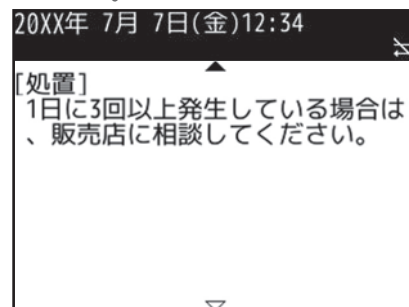 20XX年 7月 7日(金)12:34
[処置]
1日に3回以上発生している場合は
、販売店に相談してください。